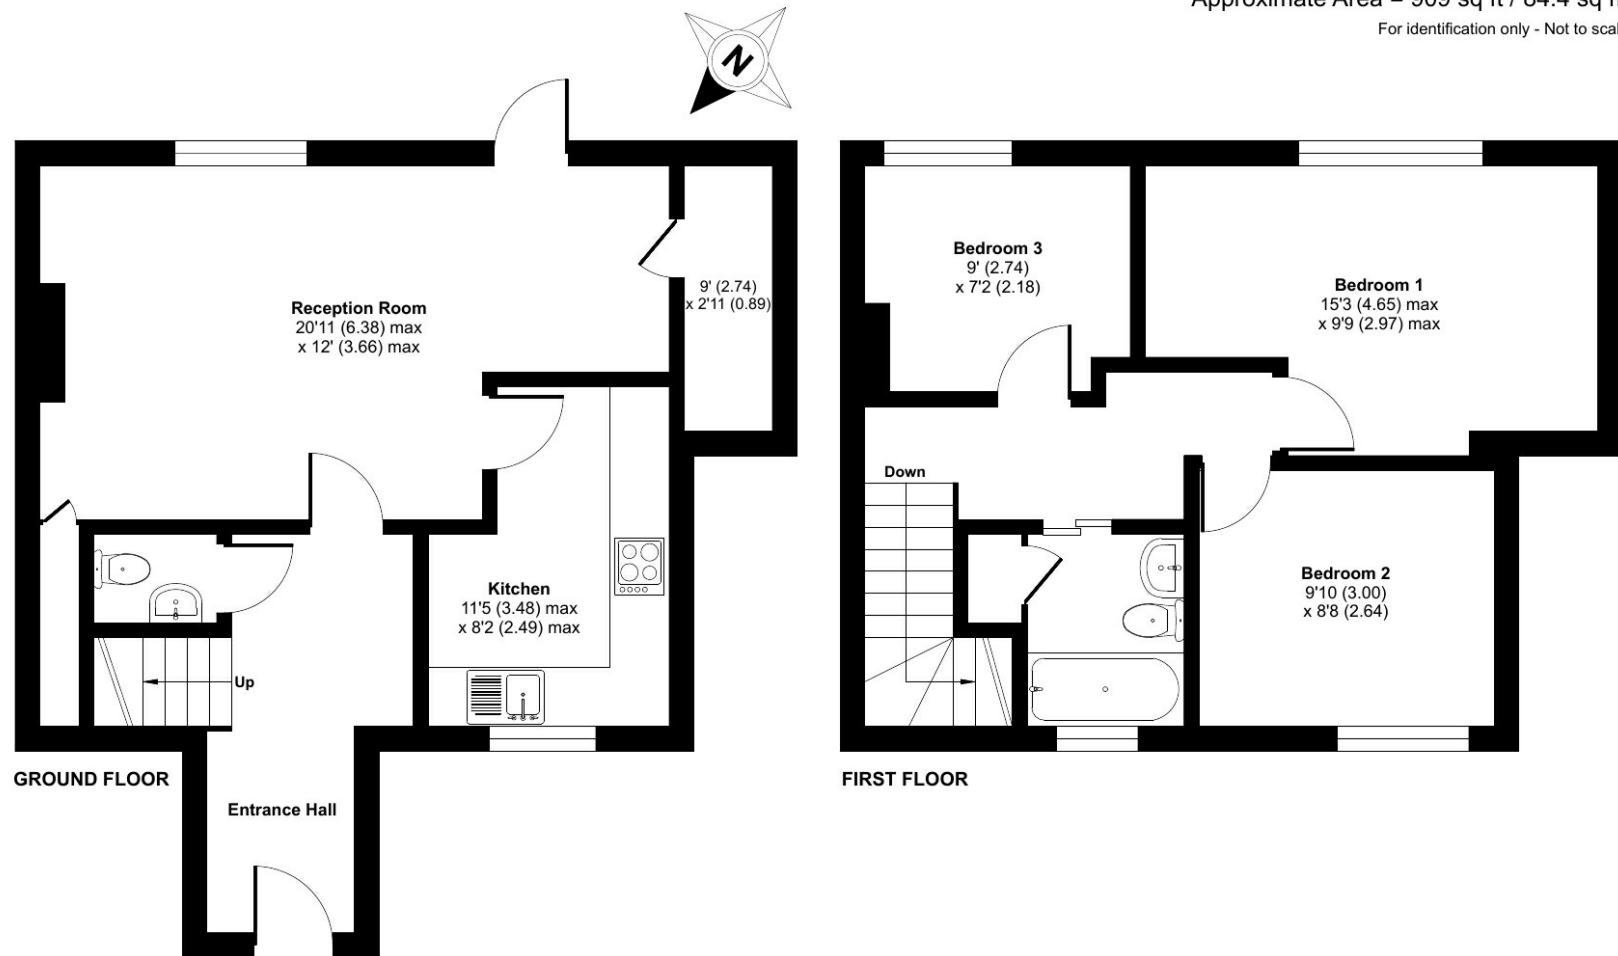 Approximate Area = 909 sq ft / 84.4 sq
For identification only - Not to scal
N
Reception Room
20'11 (6.38) max
x 12' (3.66) max
9' (2.74)
x 2'11 (0.89)
Kitchen
11'5 (3.48) max
x 8'2 (2.49) max
Up
Entrance Hall
GROUND FLOOR
Bedroom 3
9' (2.74)
x 7'2 (2.18)
Bedroom 1
15'3 (4.65) max
x 9'9 (2.97) max
Down
Bedroom 2
9'10 (3.00)
x 8'8 (2.64)
FIRST FLOOR